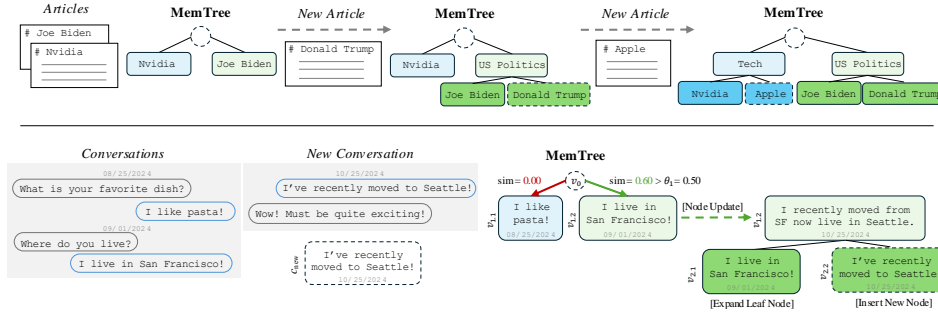 Articles
# Joe Biden
# Nvidia
MemTree
Nvidia
Joe Biden
New Article
# Donald Trump
MemTree
Nvidia
US Politics
Joe Biden
Donald Trump
New Article
# Apple
MemTree
Tech
US Politics
Nvidia
Apple
Joe Biden
Donald Trump
Conversations
08/25/2024
What is your favorite dish?
I like pasta!
09/01/2024
Where do you live?
I live in San Francisco!
New Conversation
10/25/2024
I've recently moved to Seattle!
Wow! Must be quite exciting!
c_new
I've recently
moved to Seattle!
10/25/2024
MemTree
v_0
sim= 0.00
sim= 0.60 > θ_1= 0.50
v_1.1
I like
pasta!
08/25/2024
v_1.2
I live in
San Francisco!
09/01/2024
[Node Update]
v_1.2
I recently moved from
SF now live in Seattle.
10/25/2024
v_2.1
I live in
San Francisco!
09/01/2024
[Expand Leaf Node]
v_2.2
I've recently
moved to Seattle
10/25/2024
[Insert New Node]